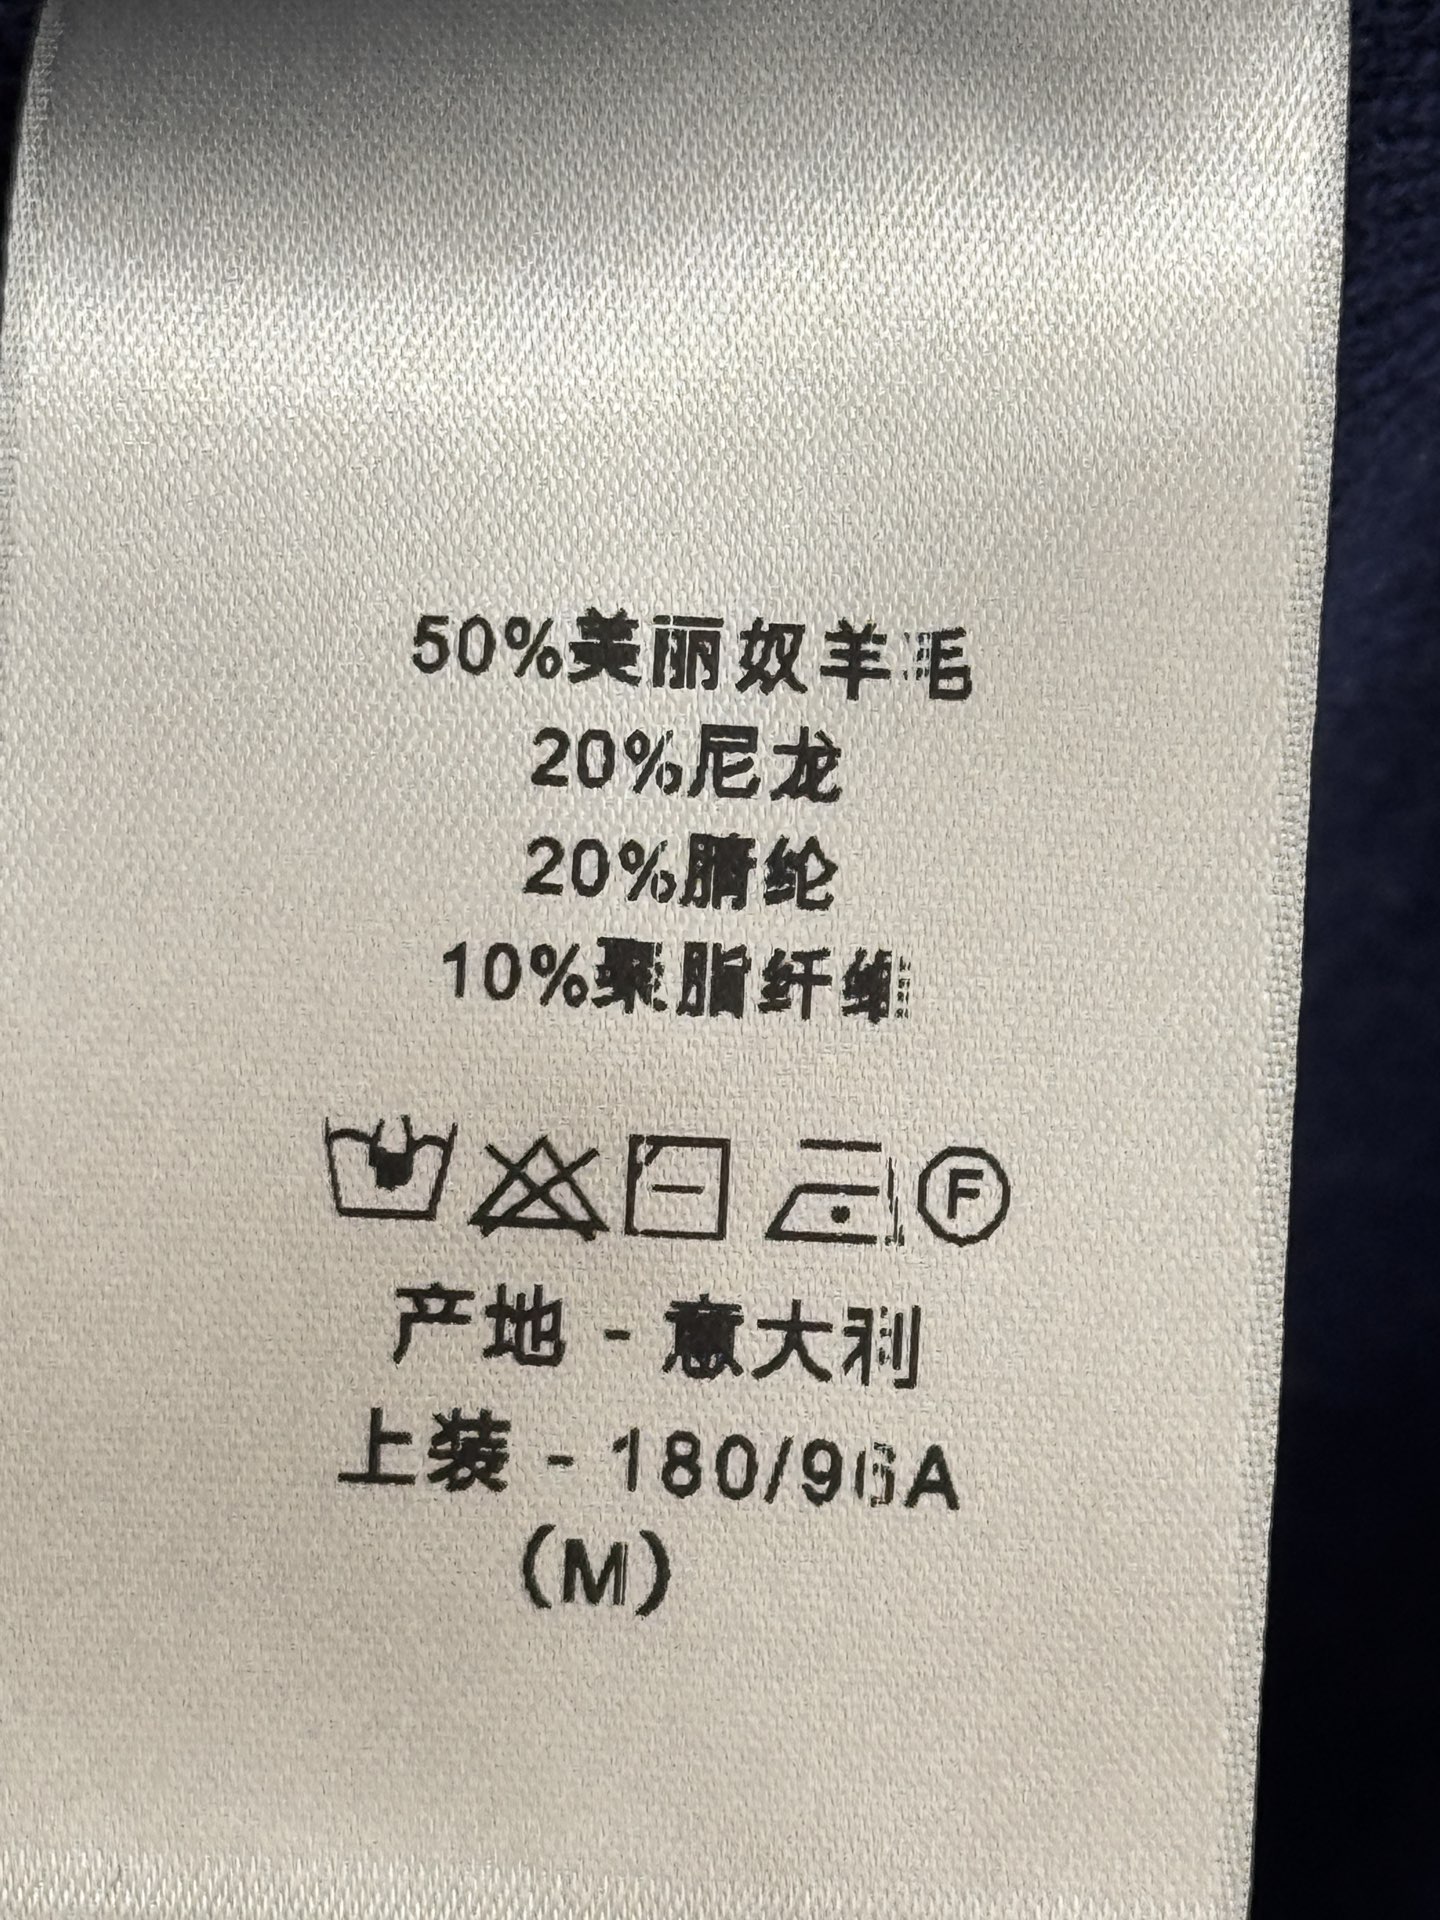 50%美丽奴羊毛
20%尼龙
20%腈纶
10%聚脂纤维
F
产地 - 意大利
上装 - 180/96A
(M)